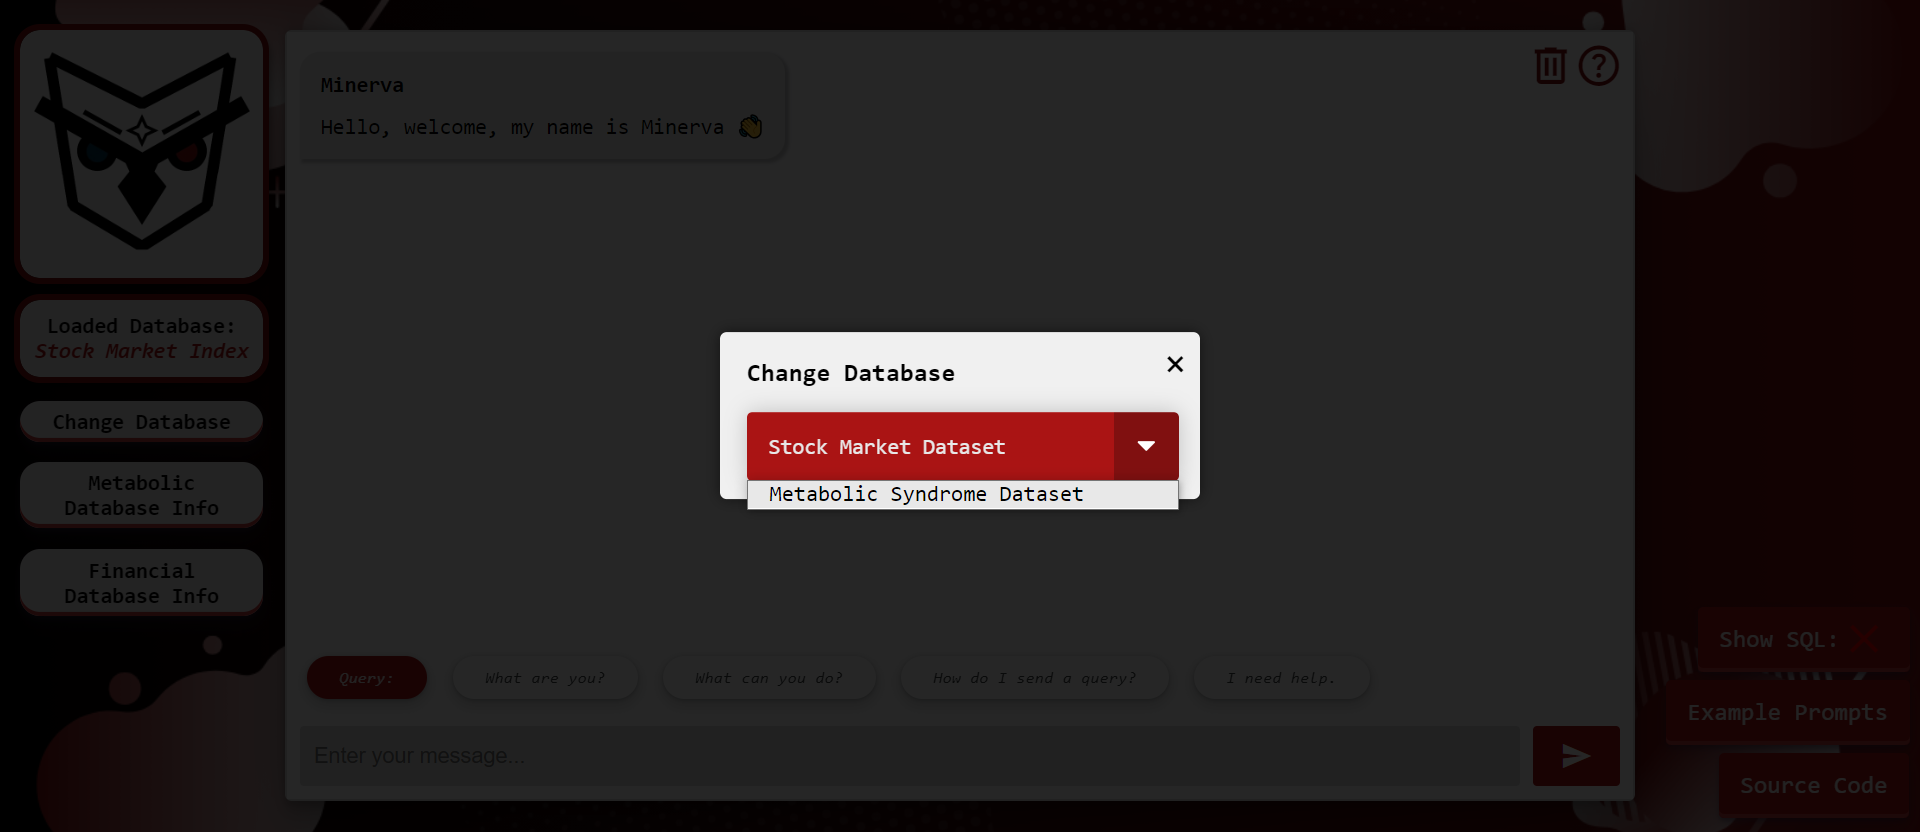 Minerva
Hello, welcome, my name is Minerva 👋
Loaded Database:
Stock Market Index
Change Database
Metabolic
Database Info
Financial
Database Info
Change Database
Stock Market Dataset
Metabolic Syndrome Dataset
Query:
What are you?
What can you do?
How do I send a query?
I need help.
Enter your message...
Show SQL:
Example Prompts
Source Code